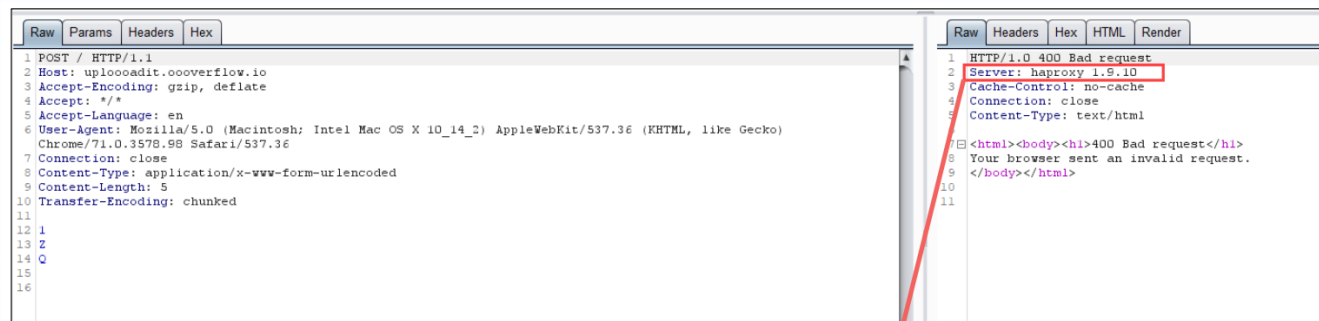 Raw Params Headers Hex
1 POST / HTTP/1.1
2 Host: uploooadit.oooverflow.io
3 Accept-Encoding: gzip, deflate
4 Accept: */*
5 Accept-Language: en
6 User-Agent: Mozilla/5.0 (Macintosh; Intel Mac OS X 10_14_2) AppleWebKit/537.36 (KHTML, like Gecko)
Chrome/71.0.3578.98 Safari/537.36
7 Connection: close
8 Content-Type: application/x-www-form-urlencoded
9 Content-Length: 5
10 Transfer-Encoding: chunked
11
12 1
13 Z
14 Q
15
16
Raw Headers Hex HTML Render
1 HTTP/1.0 400 Bad request
2 Server: haproxy 1.9.10
3 Cache-Control: no-cache
4 Connection: close
5 Content-Type: text/html
6
7 <html><body><h1>400 Bad request</h1>
8 Your browser sent an invalid request.
9 </body></html>
10
11